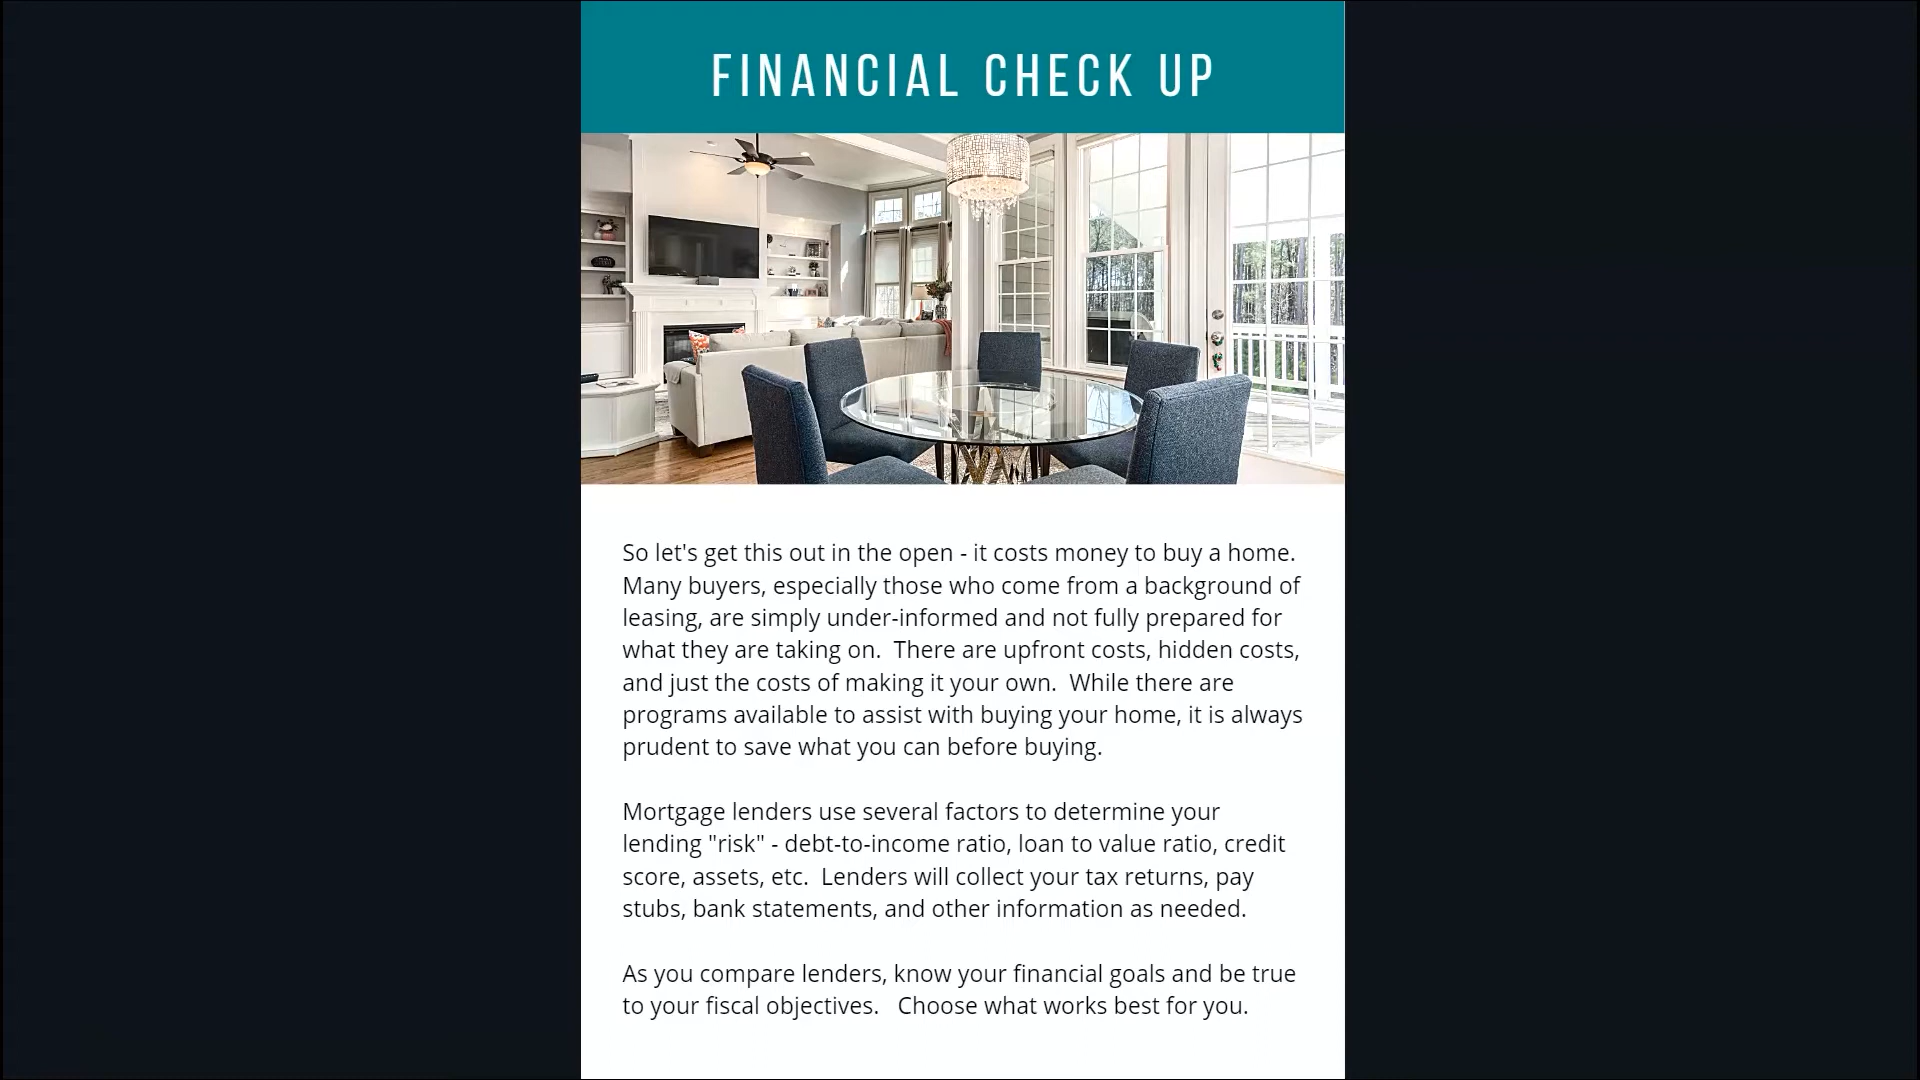 FINANCIAL CHECK UP
So let's get this out in the open - it costs money to buy a home.
Many buyers, especially those who come from a background of
leasing, are simply under-informed and not fully prepared for
what they are taking on.  There are upfront costs, hidden costs,
and just the costs of making it your own.  While there are
programs available to assist with buying your home, it is always
prudent to save what you can before buying.
Mortgage lenders use several factors to determine your
lending "risk" - debt-to-income ratio, loan to value ratio, credit
score, assets, etc.  Lenders will collect your tax returns, pay
stubs, bank statements, and other information as needed.
As you compare lenders, know your financial goals and be true
to your fiscal objectives.   Choose what works best for you.